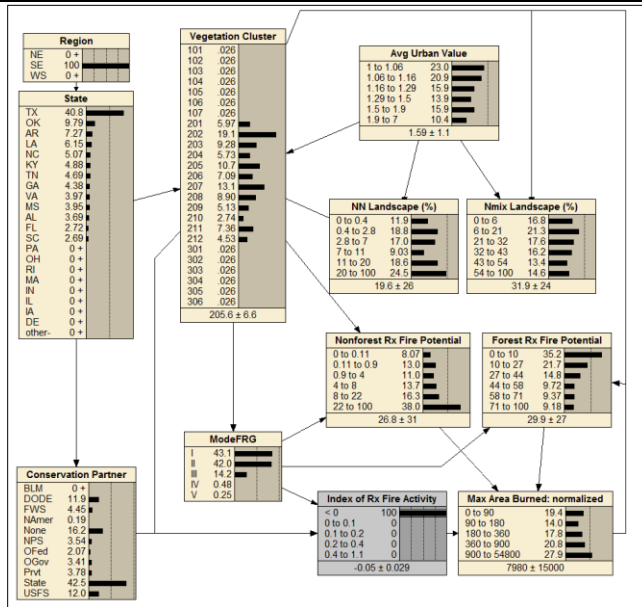 Region
NE 0 +
SE 100
WS 0 +
State
TX 40.8
OK 9.79
AR 7.27
LA 6.15
NC 5.07
KY 4.88
TN 4.69
GA 4.38
VA 3.97
MS 3.95
AL 3.69
FL 2.72
SC 2.69
PA 0 +
OH 0 +
RI 0 +
MA 0 +
IN 0 +
IL 0 +
IA 0 +
DE 0 +
other- 0 +
Conservation Partner
BLM 0 +
DODE 11.9
FWS 4.45
NAmer 0.19
None 16.2
NPS 3.54
OFed 2.07
OGov 3.41
Prvt 3.78
State 42.5
USFS 12.0
Vegetation Cluster
101 .026
102 .026
103 .026
104 .026
105 .026
106 .026
107 .026
201 5.97
202 19.1
203 9.28
204 5.73
205 10.7
206 7.09
207 13.1
208 8.90
209 5.13
210 2.74
211 7.36
212 4.53
301 .026
302 .026
303 .026
304 .026
305 .026
306 .026
205.6 ± 6.6
ModeFRG
I 43.1
II 42.0
III 14.2
IV 0.48
V 0.25
Avg Urban Value
1 to 1.06 23.0
1.06 to 1.16 20.9
1.16 to 1.29 15.9
1.29 to 1.5 13.9
1.5 to 1.9 15.9
1.9 to 7 10.4
1.59 ± 1.1
NN Landscape (%)
0 to 0.4 11.9
0.4 to 2.8 18.8
2.8 to 7 17.0
7 to 11 9.03
11 to 20 18.6
20 to 100 24.5
19.6 ± 26
Nmix Landscape (%)
0 to 6 16.8
6 to 21 21.3
21 to 32 17.6
32 to 43 16.2
43 to 54 13.4
54 to 100 14.6
31.9 ± 24
Nonforest Rx Fire Potential
0 to 0.11 8.07
0.11 to 0.9 13.0
0.9 to 4 11.0
4 to 8 13.7
8 to 22 16.3
22 to 100 38.0
26.8 ± 31
Forest Rx Fire Potential
0 to 10 35.2
10 to 27 21.7
27 to 44 14.8
44 to 58 9.72
58 to 71 9.37
71 to 100 9.18
29.9 ± 27
Index of Rx Fire Activity
< 0 100
0 to 0.1 0
0.1 to 0.2 0
0.2 to 0.4 0
0.4 to 1.1 0
-0.05 ± 0.029
Max Area Burned: normalized
0 to 90 19.4
90 to 180 14.0
180 to 360 17.8
360 to 900 20.8
900 to 54800 27.9
7980 ± 15000